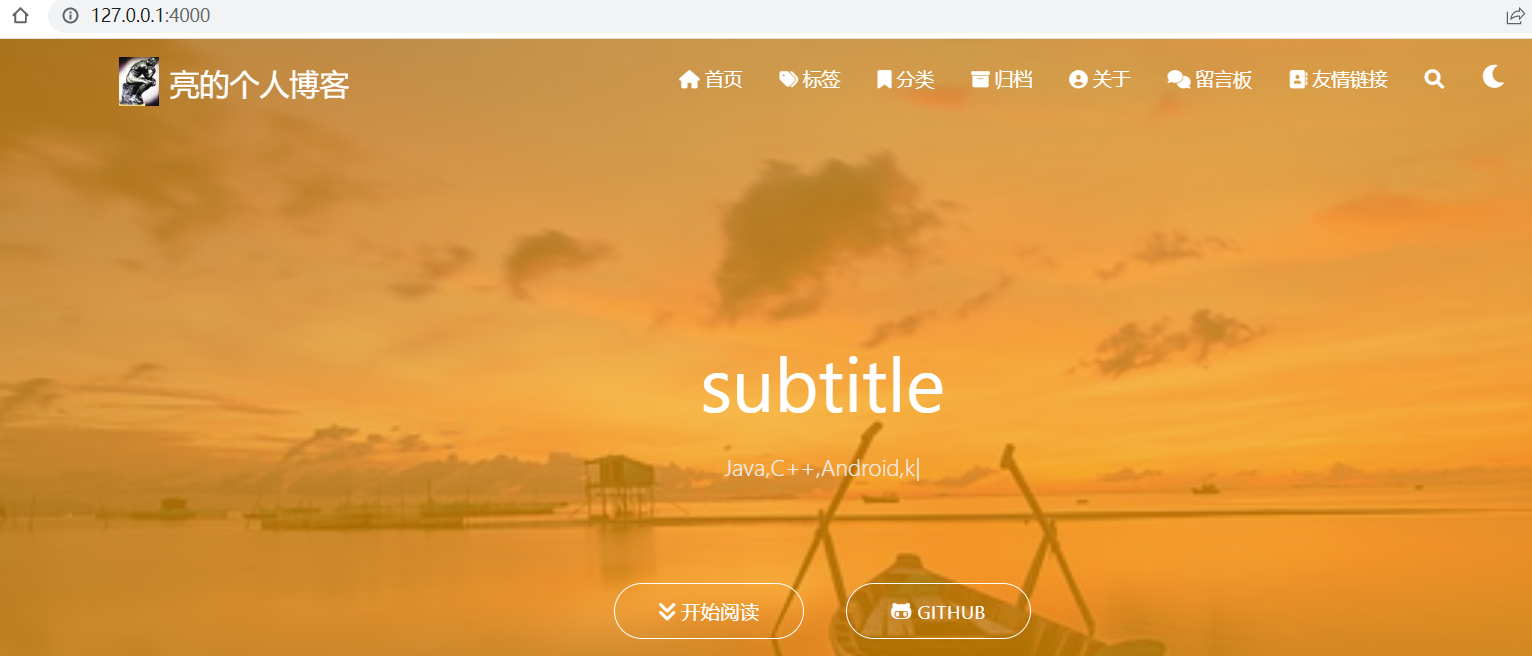 127.0.0.1:4000
亮的个人博客
首页 标签 分类 归档 关于 留言板 友情链接
subtitle
Java,C++,Android,k|
开始阅读 GITHUB